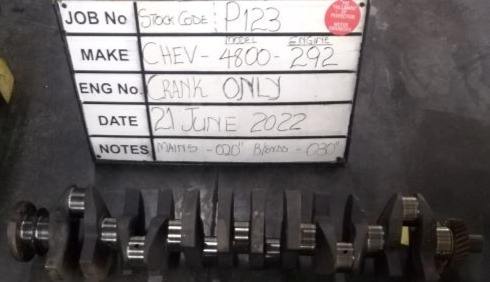 JOB No STOCK CODE : P123
MODEL ENGINE
MAKE CHEV - 4800 - 292
ENG No. CRANK ONLY
DATE 21 JUNE 2022
NOTES MAINS -020" B/ENDS -030"